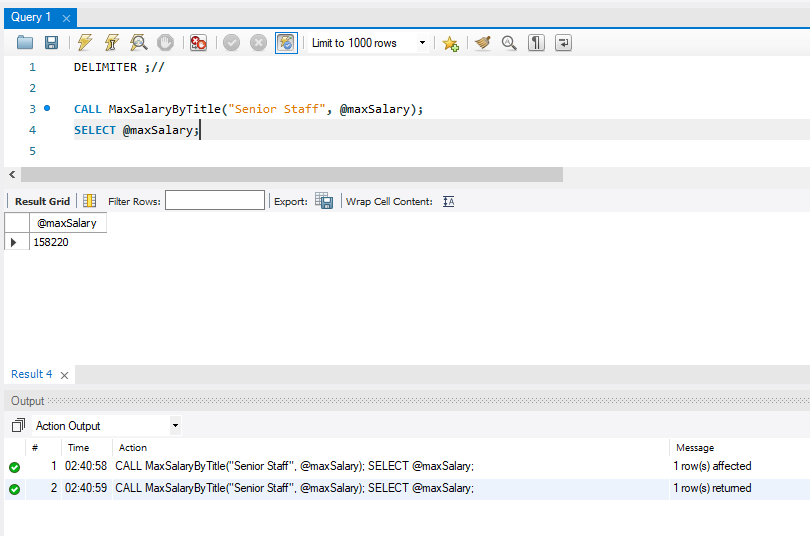 Query 1
Limit to 1000 rows
1 DELIMITER ;//
2
3 CALL MaxSalaryByTitle("Senior Staff", @maxSalary);
4 SELECT @maxSalary;
5
Result Grid Filter Rows: Export: Wrap Cell Content:
@maxSalary
158220
Result 4
Output
Action Output
# Time Action Message
1 02:40:58 CALL MaxSalaryByTitle("Senior Staff", @maxSalary); SELECT @maxSalary; 1 row(s) affected
2 02:40:59 CALL MaxSalaryByTitle("Senior Staff", @maxSalary); SELECT @maxSalary; 1 row(s) returned